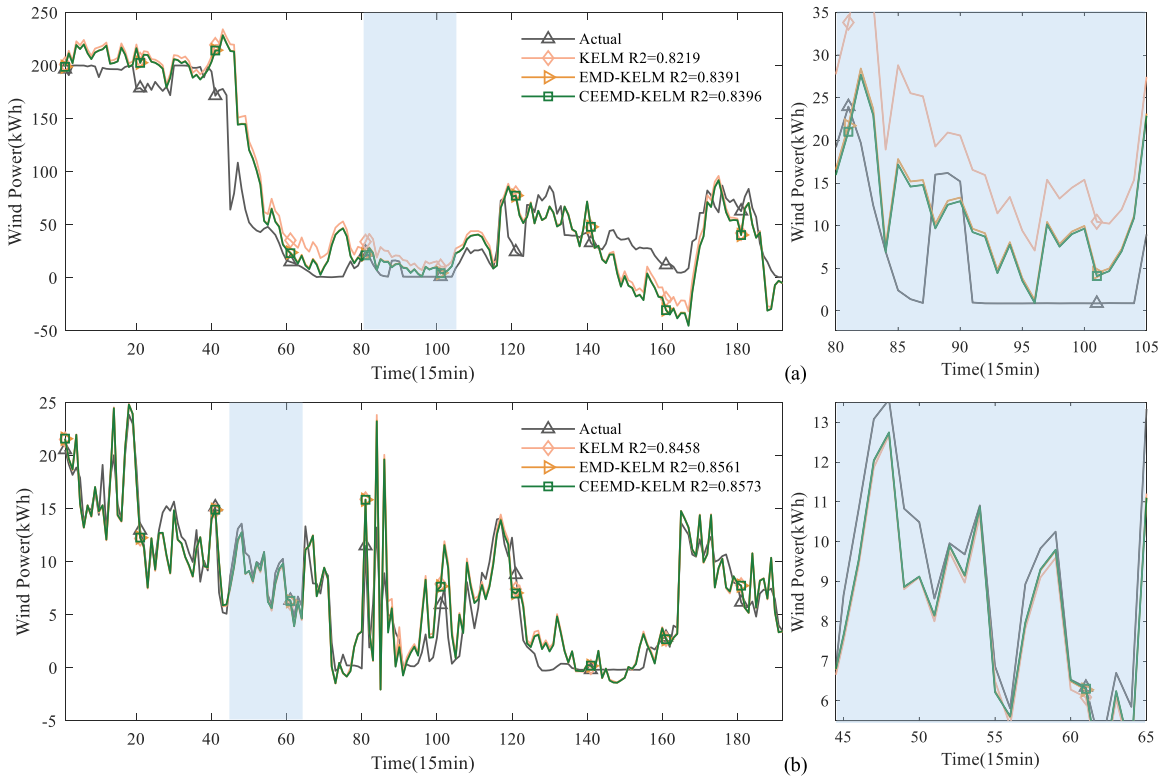 250
200
150
100
50
0
-50
Wind Power(kWh)
20 40 60 80 100 120 140 160 180
Time(15min)
Actual
KELM R2=0.8219
EMD-KELM R2=0.8391
CEEMD-KELM R2=0.8396
35
30
25
20
15
10
5
0
Wind Power(kWh)
80 85 90 95 100 105
Time(15min)
(a)
25
20
15
10
5
0
-5
Wind Power(kWh)
20 40 60 80 100 120 140 160 180
Time(15min)
Actual
KELM R2=0.8458
EMD-KELM R2=0.8561
CEEMD-KELM R2=0.8573
13
12
11
10
9
8
7
6
Wind Power(kWh)
45 50 55 60 65
Time(15min)
(b)